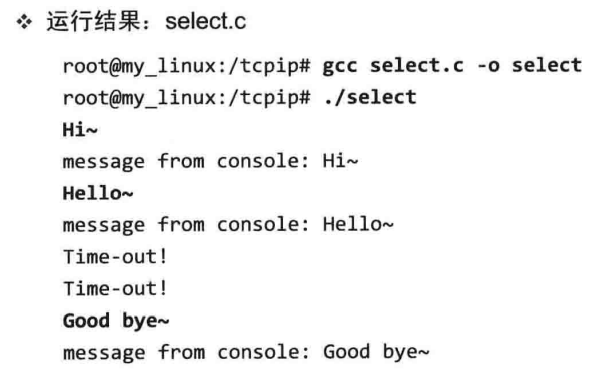 ❖ 运行结果：select.c
root@my_linux:/tcpip# gcc select.c -o select
root@my_linux:/tcpip# ./select
Hi~
message from console: Hi~
Hello~
message from console: Hello~
Time-out!
Time-out!
Good bye~
message from console: Good bye~